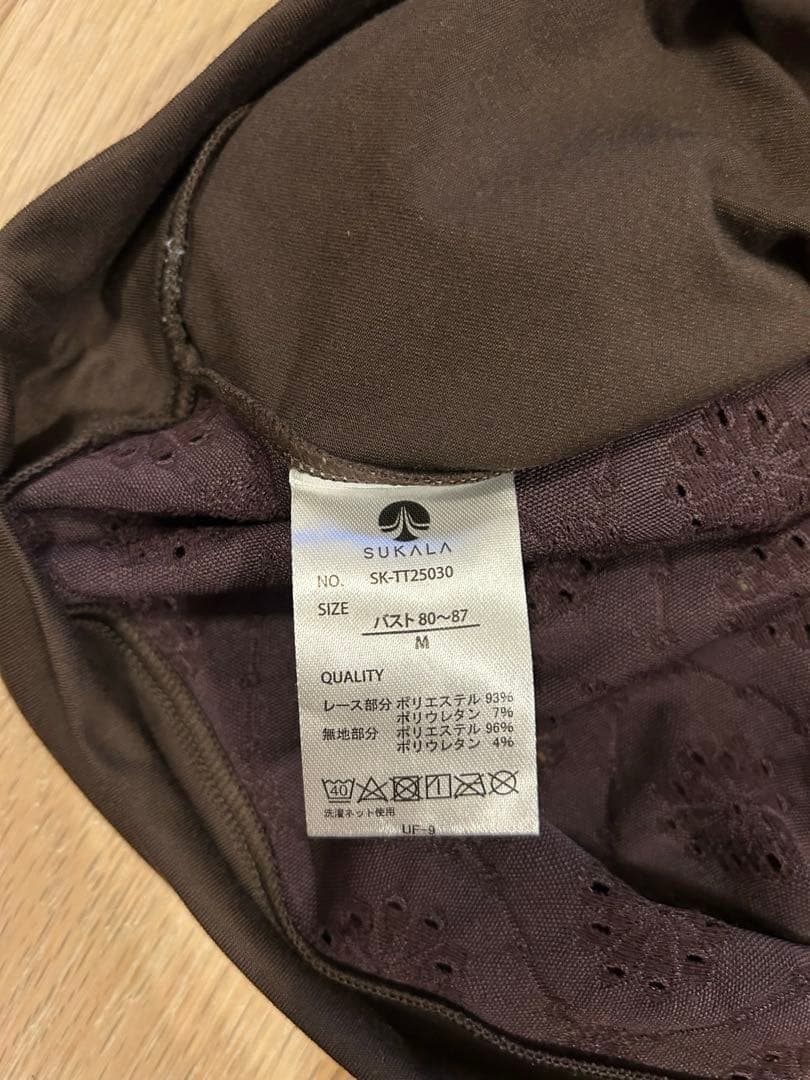 SUKALA
NO. SK-TT25030
SIZE バスト 80〜87
M
QUALITY
レース部分 ポリエステル 93%
ポリウレタン 7%
無地部分 ポリエステル 96%
ポリウレタン 4%
40
洗濯ネット使用
UF-9